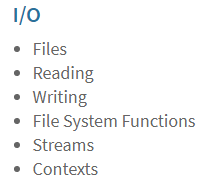 I/O
Files
Reading
Writing
File System Functions
Streams
Contexts